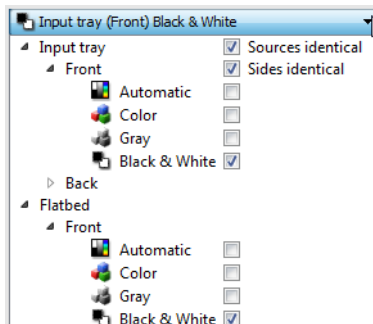 Input tray (Front) Black & White
Input tray Sources identical
Front Sides identical
Automatic
Color
Gray
Black & White
Back
Flatbed
Front
Automatic
Color
Gray
Black & White